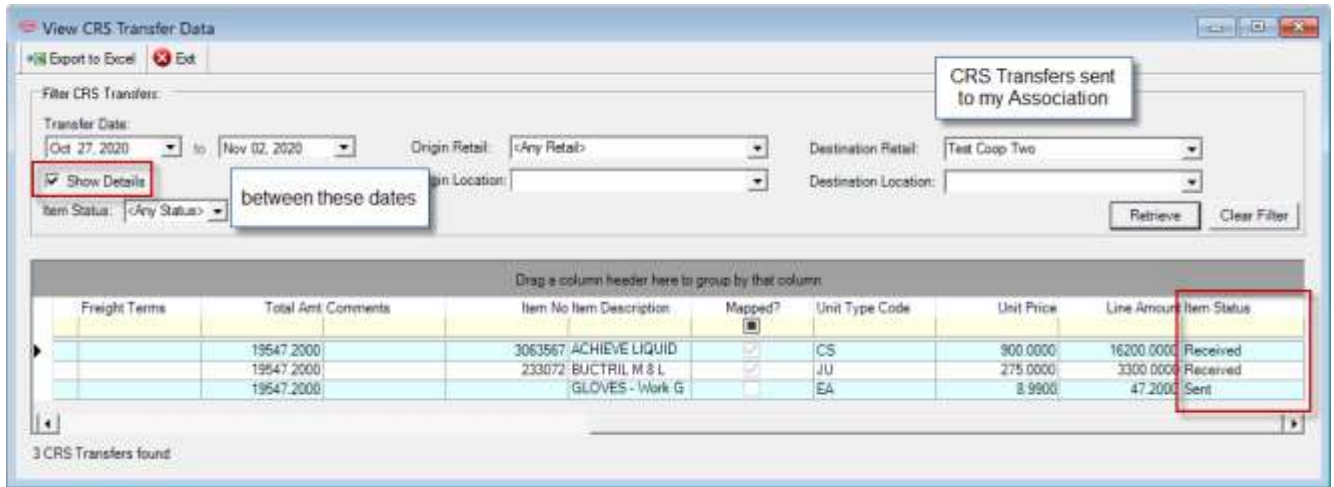 View CRS Transfer Data
Export to Excel Exit
CRS Transfers sent
to my Association
Filter CRS Transfers:
Transfer Date:
Oct 27, 2020 to Nov 02, 2020 Origin Retail: <Any Retail> Destination Retail: Test Coop Two
Show Details gin Location: Destination Location:
between these dates
Item Status: <Any Status>
Retrieve Clear Filter
Drag a column header here to group by that column
Freight Terms Total Amt Comments Item No Item Description Mapped? Unit Type Code Unit Price Line Amount Item Status
19547.2000 3063567 ACHIEVE LIQUID CS 900.0000 16200.0000 Received
19547.2000 233072 BUCTRIL M & L JU 275.0000 3300.0000 Received
19547.2000 GLOVES - Work G EA 8.9900 47.2000 Sent
3 CRS Transfers found